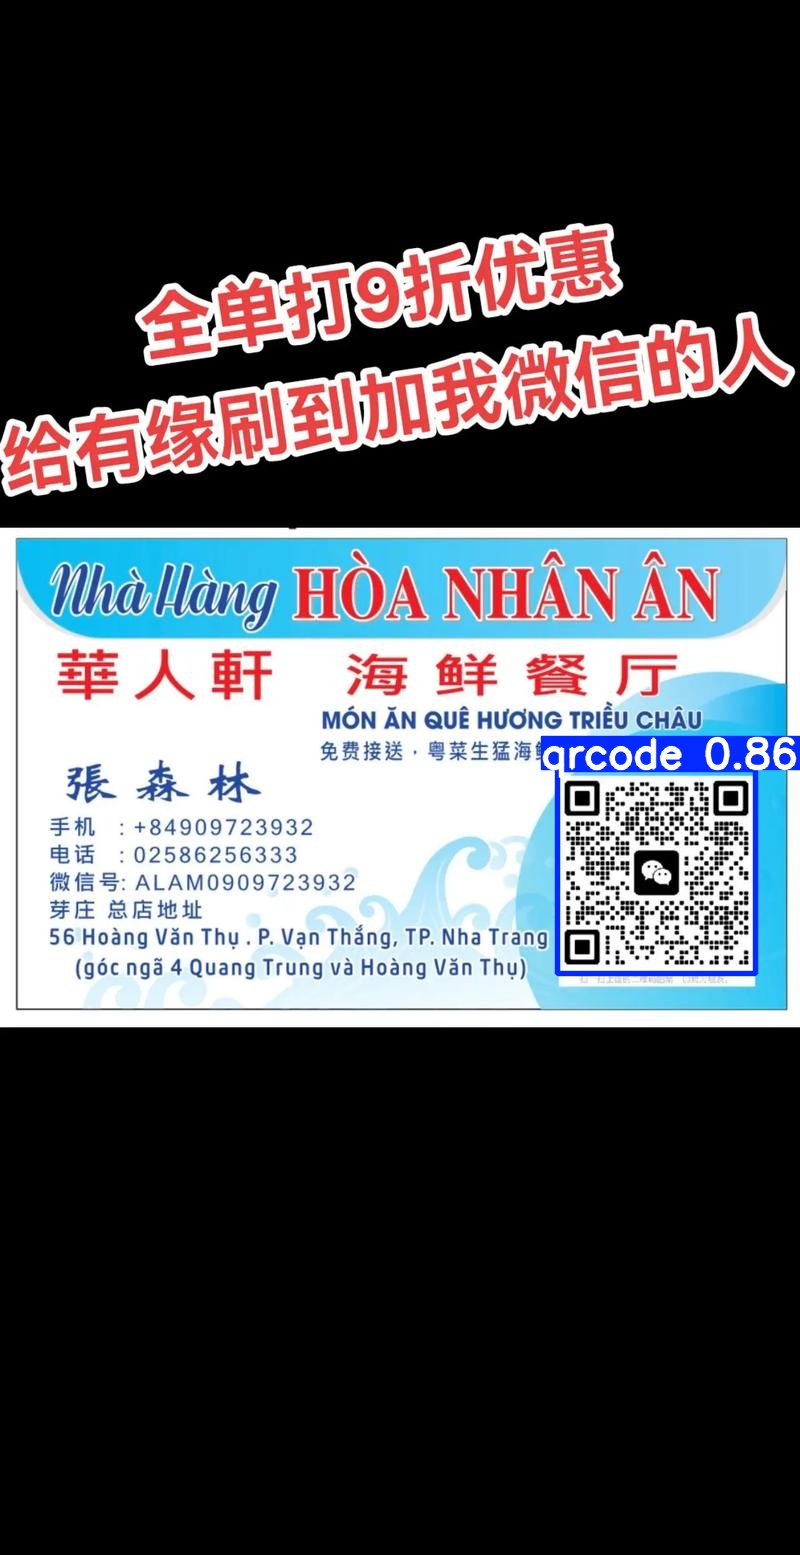 全单打9折优惠
给有缘刷到加我微信的人
Nhà Hàng HÒA NHÂN ÂN
華人軒 海鲜餐厅
MÓN ĂN QUÊ HƯƠNG TRIỀU CHÂU
免费接送，粤菜生猛海鲜
qrcode 0.86
張森林
手机 : +84909723932
电话 : 02586256333
微信号: ALAM0909723932
芽庄 总店地址
56 Hoàng Văn Thụ . P. Vạn Thắng, TP. Nha Trang
(góc ngã 4 Quang Trung và Hoàng Văn Thụ)